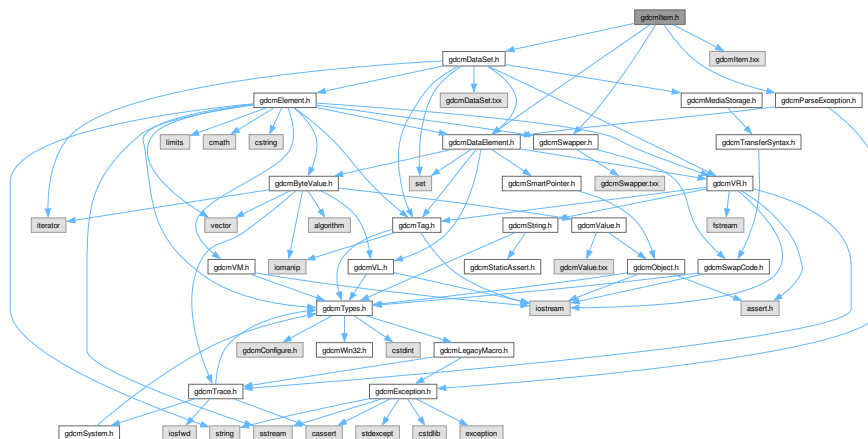 gdcmItem.h
gdcmDataSet.h
gdcmItem.txx
gdcmElement.h
gdcmDataSet.txx
gdcmMediaStorage.h
gdcmParseException.h
limits
cmath
cstring
gdcmDataElement.h
gdcmSwapper.h
gdcmTransferSyntax.h
gdcmByteValue.h
set
gdcmSmartPointer.h
gdcmSwapper.txx
gdcmVR.h
iterator
vector
algorithm
gdcmTag.h
gdcmString.h
gdcmValue.h
fstream
gdcmVM.h
iomanip
gdcmVL.h
gdcmStaticAssert.h
gdcmValue.txx
gdcmObject.h
gdcmSwapCode.h
gdcmTypes.h
iostream
assert.h
gdcmConfigure.h
gdcmWin32.h
cstdint
gdcmLegacyMacro.h
gdcmTrace.h
gdcmException.h
gdcmSystem.h
iosfwd
string
sstream
cassert
stdexcept
cstdlib
exception